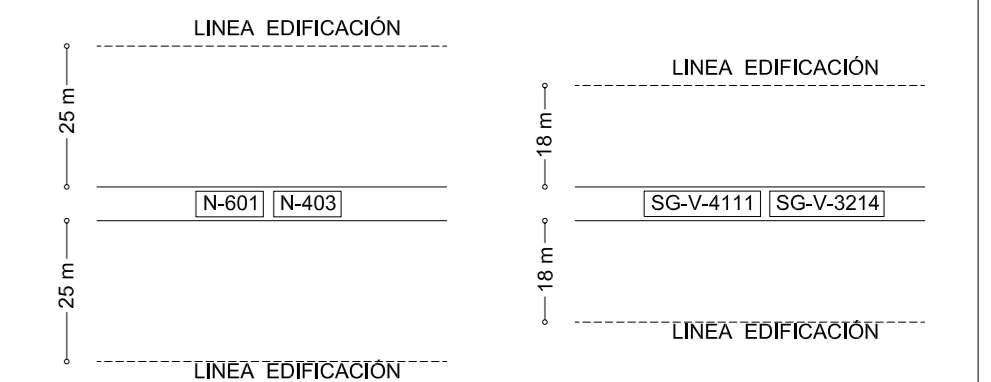 LINEA EDIFICACIÓN
25 m
N-601 N-403
25 m
LINEA EDIFICACIÓN
LINEA EDIFICACIÓN
18 m
SG-V-4111 SG-V-3214
18 m
LINEA EDIFICACIÓN